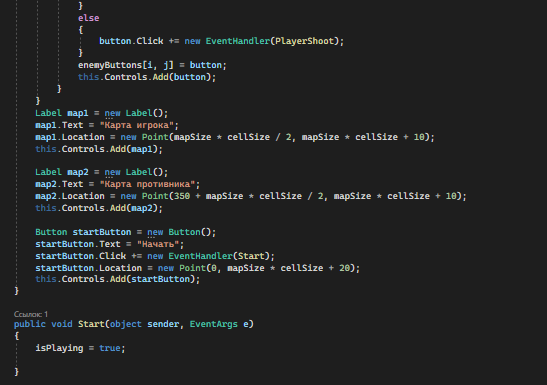 }
else
{
button.Click += new EventHandler(PlayerShoot);
}
enemyButtons[i, j] = button;
this.Controls.Add(button);
}
}
Label map1 = new Label();
map1.Text = "Карта игрока";
map1.Location = new Point(mapSize * cellSize / 2, mapSize * cellSize + 10);
this.Controls.Add(map1);
Label map2 = new Label();
map2.Text = "Карта противника";
map2.Location = new Point(350 + mapSize * cellSize / 2, mapSize * cellSize + 10);
this.Controls.Add(map2);
Button startButton = new Button();
startButton.Text = "Начать";
startButton.Click += new EventHandler(Start);
startButton.Location = new Point(0, mapSize * cellSize + 20);
this.Controls.Add(startButton);
}
Ссылок: 1
public void Start(object sender, EventArgs e)
{
isPlaying = true;
}